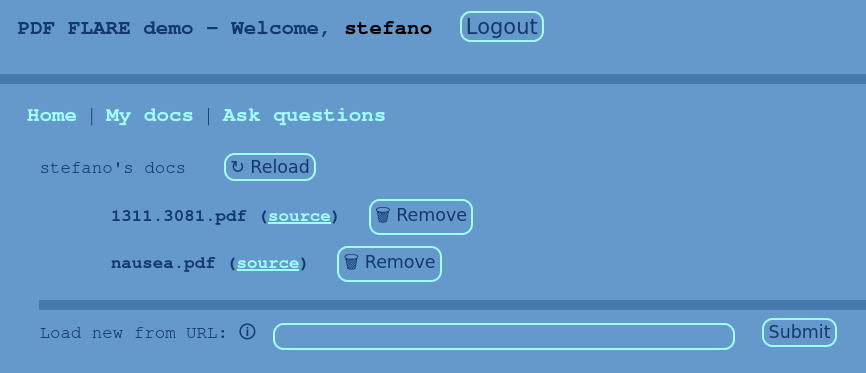 PDF FLARE demo – Welcome, stefano Logout
Home | My docs | Ask questions
stefano's docs ↻ Reload
1311.3081.pdf (source) 🗑 Remove
nausea.pdf (source) 🗑 Remove
Load new from URL: ⓘ Submit